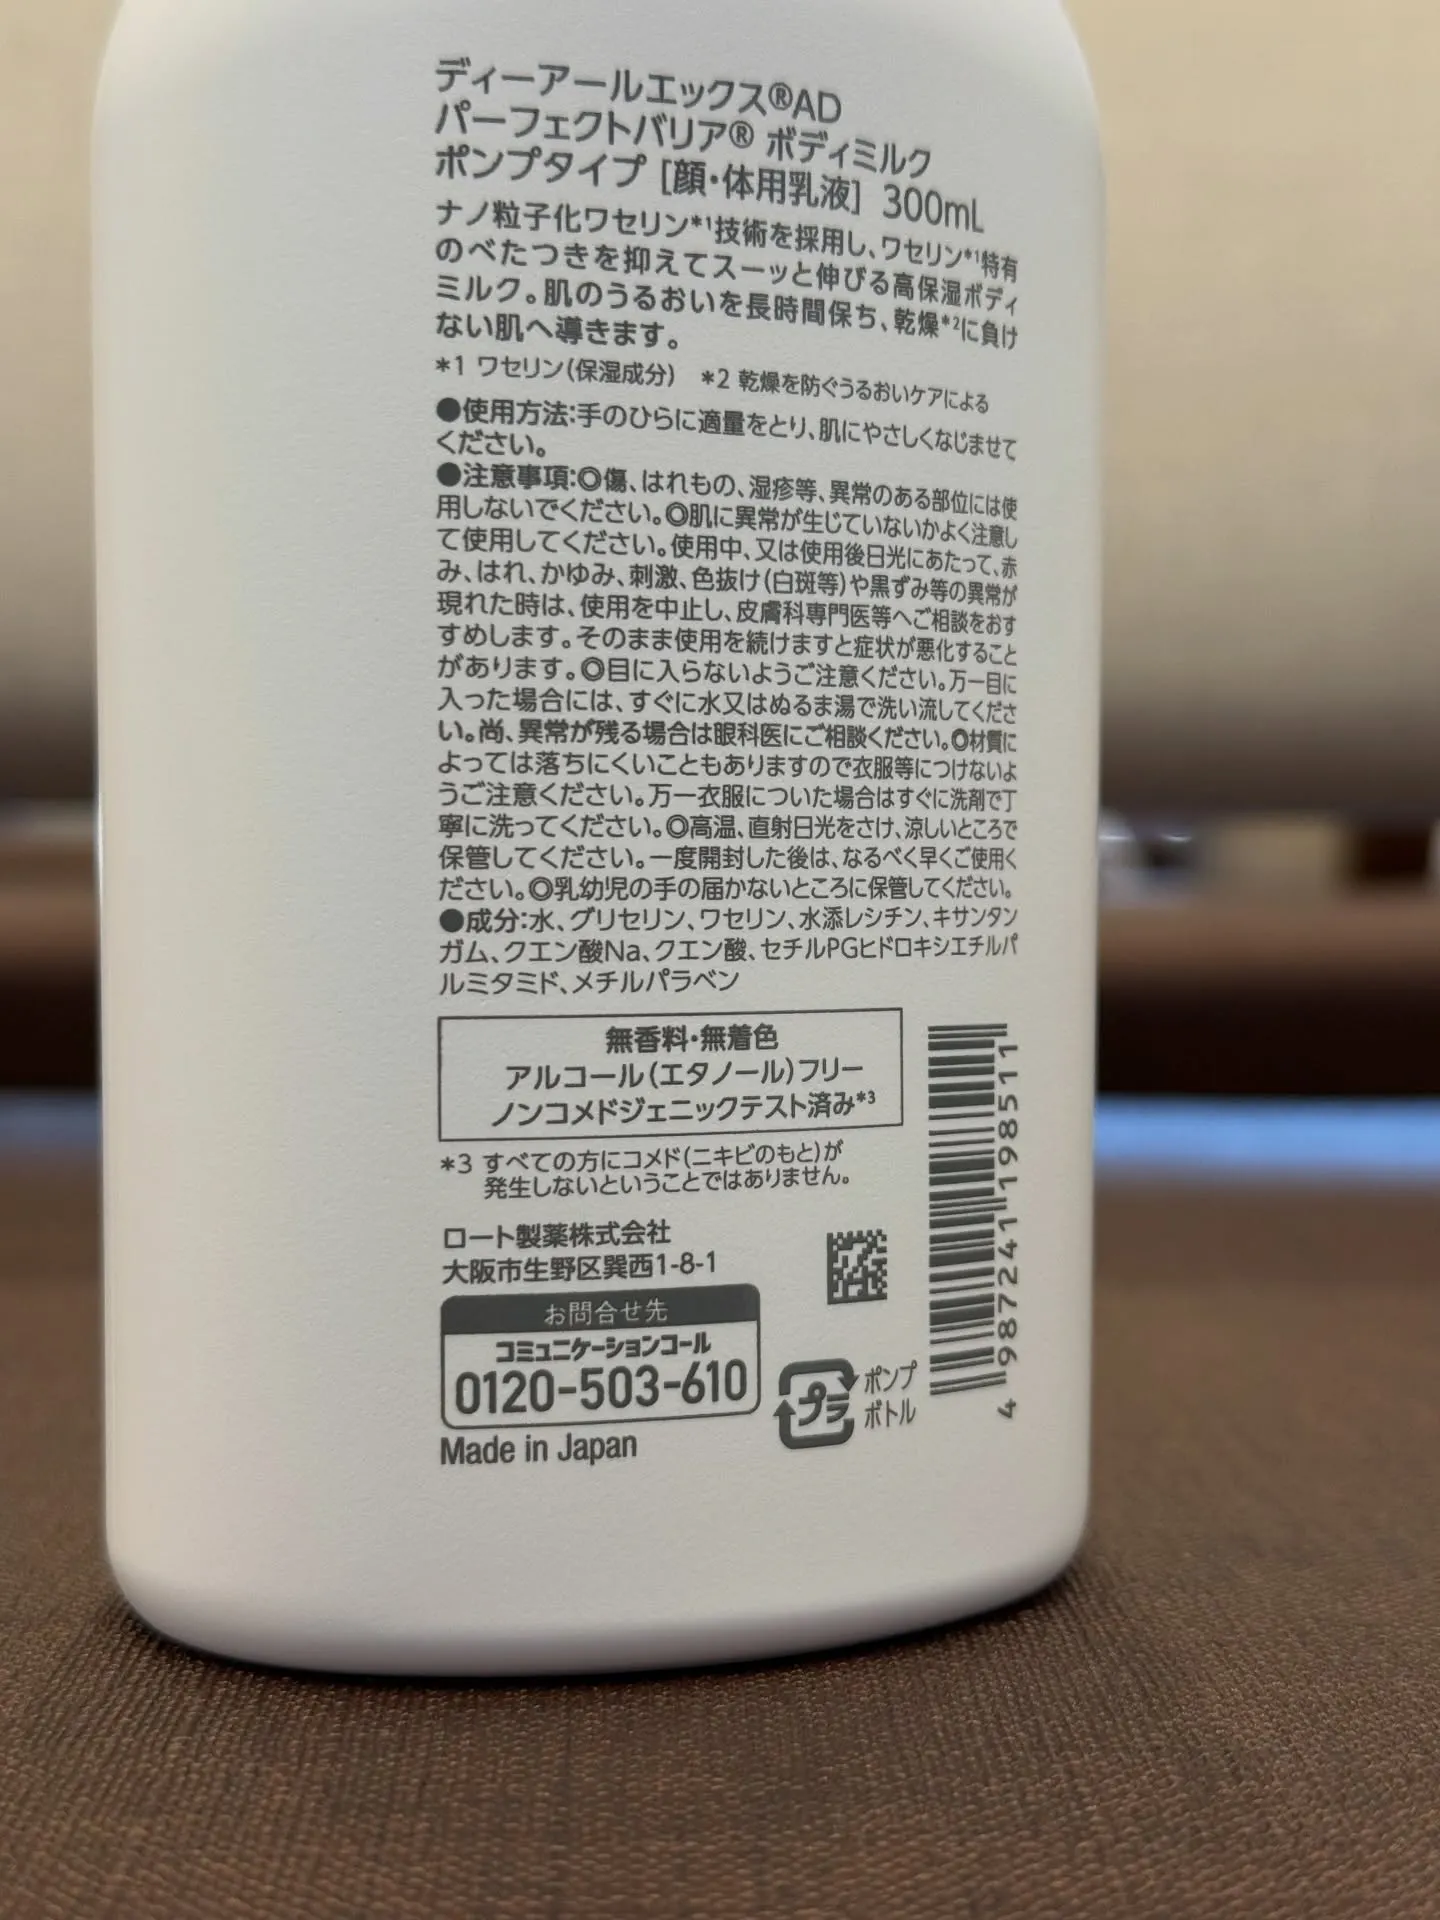 ディーアールエックス®AD
パーフェクトバリア® ボディミルク
ポンプタイプ [顔・体用乳液] 300mL
ナノ粒子化ワセリン*1技術を採用し、ワセリン*1特有
のべたつきを抑えてスーッと伸びる高保湿ボディ
ミルク。肌のうるおいを長時間保ち、乾燥*2に負け
ない肌へ導きます。
*1 ワセリン(保湿成分) *2 乾燥を防ぐうるおいケアによる
●使用方法:手のひらに適量をとり、肌にやさしくなじませて
ください。
●注意事項:◎傷、はれもの、湿疹等、異常のある部位には使
用しないでください。◎肌に異常が生じていないかよく注意し
て使用してください。使用中、又は使用後日光にあたって、赤
み、はれ、かゆみ、刺激、色抜け(白斑等)や黒ずみ等の異常が
現れた時は、使用を中止し、皮膚科専門医等へご相談をおす
すめします。そのまま使用を続けますと症状が悪化すること
があります。◎目に入らないようご注意ください。万一目に
入った場合には、すぐに水又はぬるま湯で洗い流してくださ
い。尚、異常が残る場合は眼科医にご相談ください。◎材質に
よっては落ちにくいこともありますので衣服等につけないよ
うご注意ください。万一衣服についた場合はすぐに洗剤で丁
寧に洗ってください。◎高温、直射日光をさけ、涼しいところで
保管してください。一度開封した後は、なるべく早くご使用く
ださい。◎乳幼児の手の届かないところに保管してください。
●成分:水、グリセリン、ワセリン、水添レシチン、キサンタン
ガム、クエン酸Na、クエン酸、セチルPGヒドロキシエチルパ
ルミタミド、メチルパラベン
無香料・無着色
アルコール(エタノール)フリー
ノンコメドジェニックテスト済み*3
*3 すべての方にコメド(ニキビのもと)が
発生しないということではありません。
ロート製薬株式会社
大阪市生野区巽西1-8-1
お問合せ先
コミュニケーションコール
0120-503-610
Made in Japan
プラ
ポンプ
ボトル
4 987241 198511